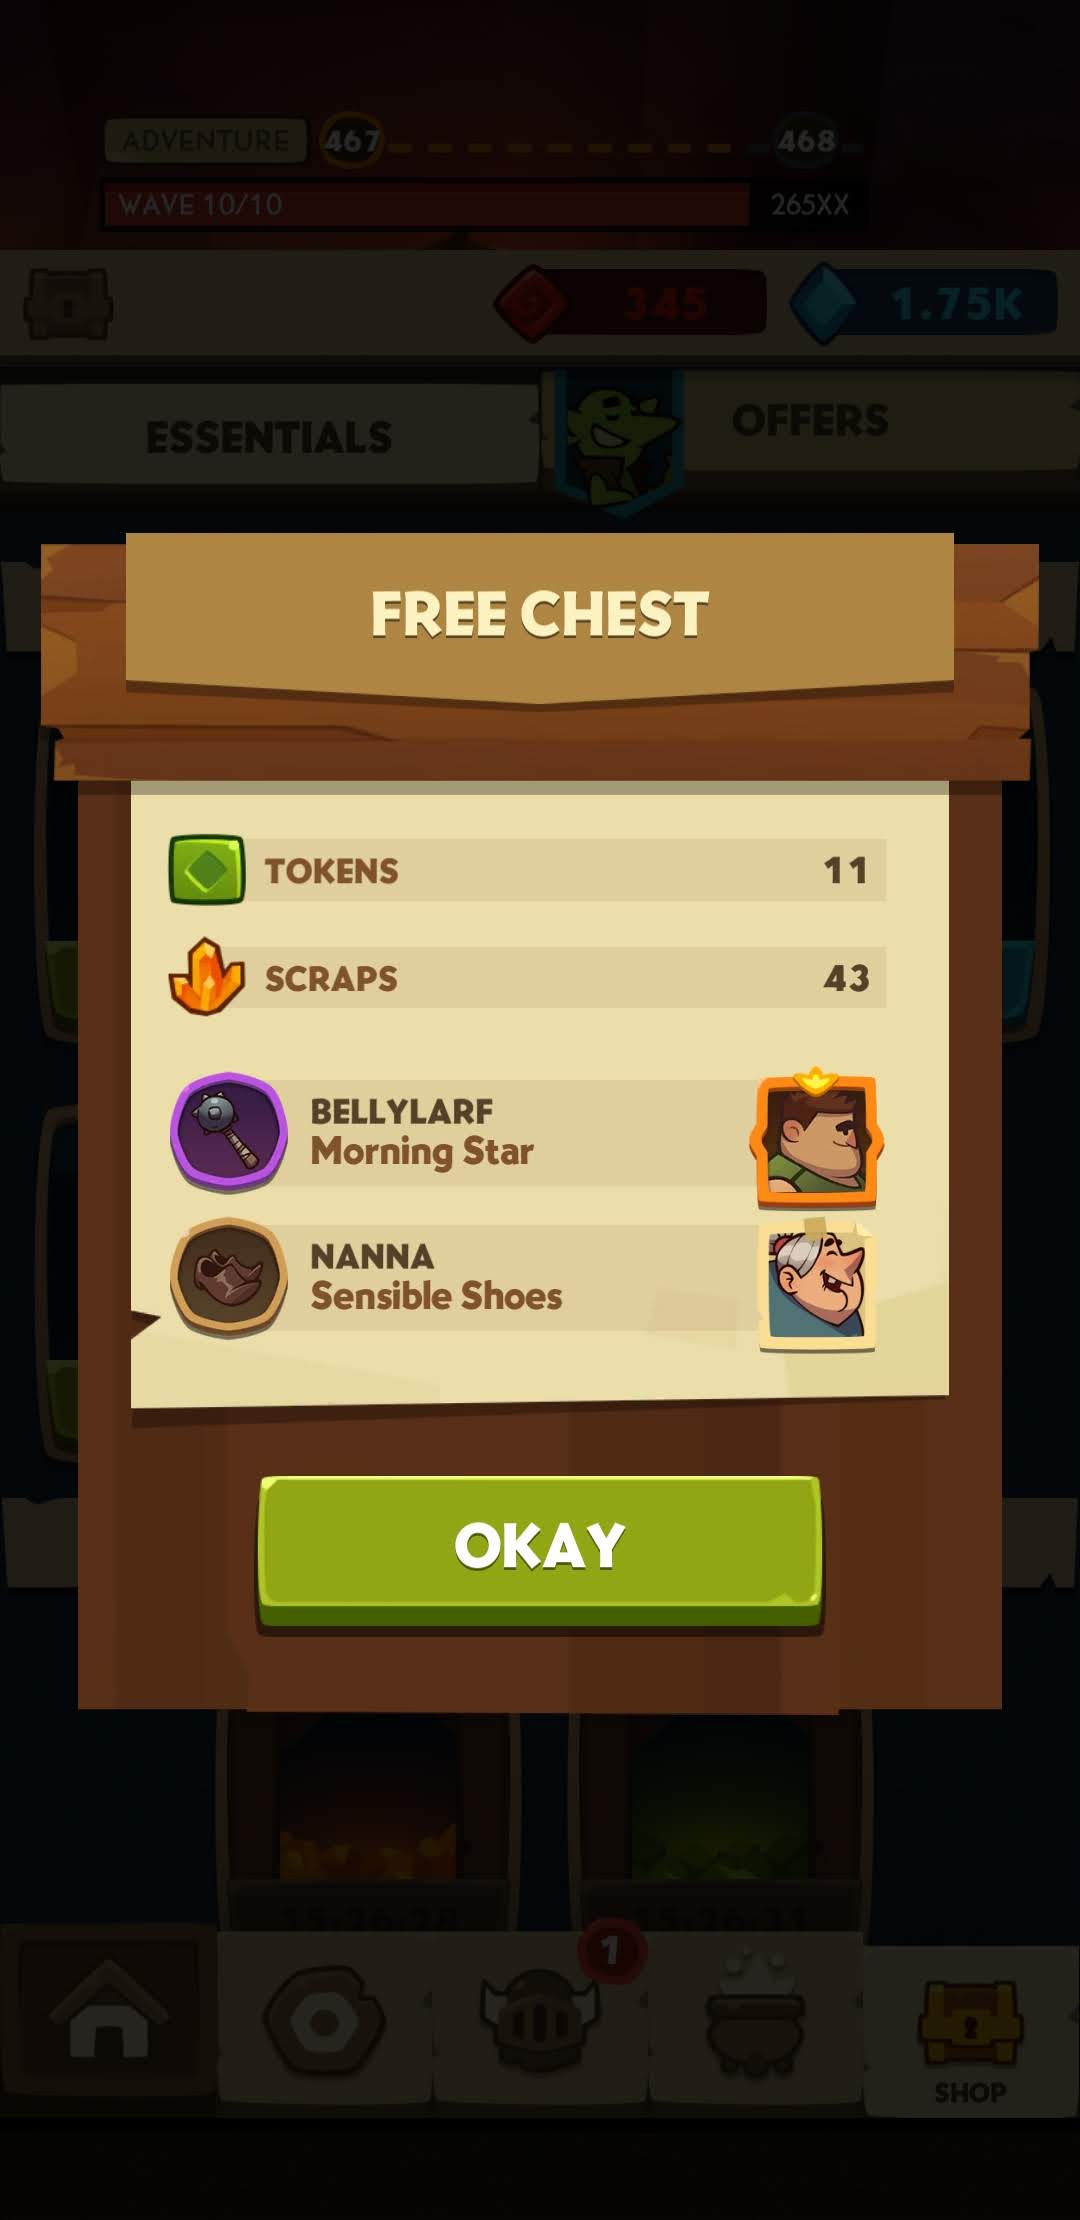 ADVENTURE 467 468
WAVE 10/10 265XX
345 1.75K
ESSENTIALS OFFERS
FREE CHEST
TOKENS 11
SCRAPS 43
BELLYLARF
Morning Star
NANNA
Sensible Shoes
OKAY
1
SHOP